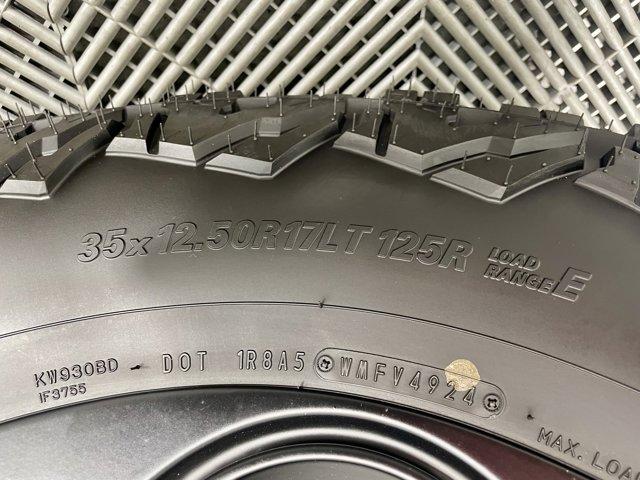 35x12.50R17LT 125R LOAD RANGE E
KW930BD - DOT 1R8A5 WMFV4924
IF3755
MAX. LOA